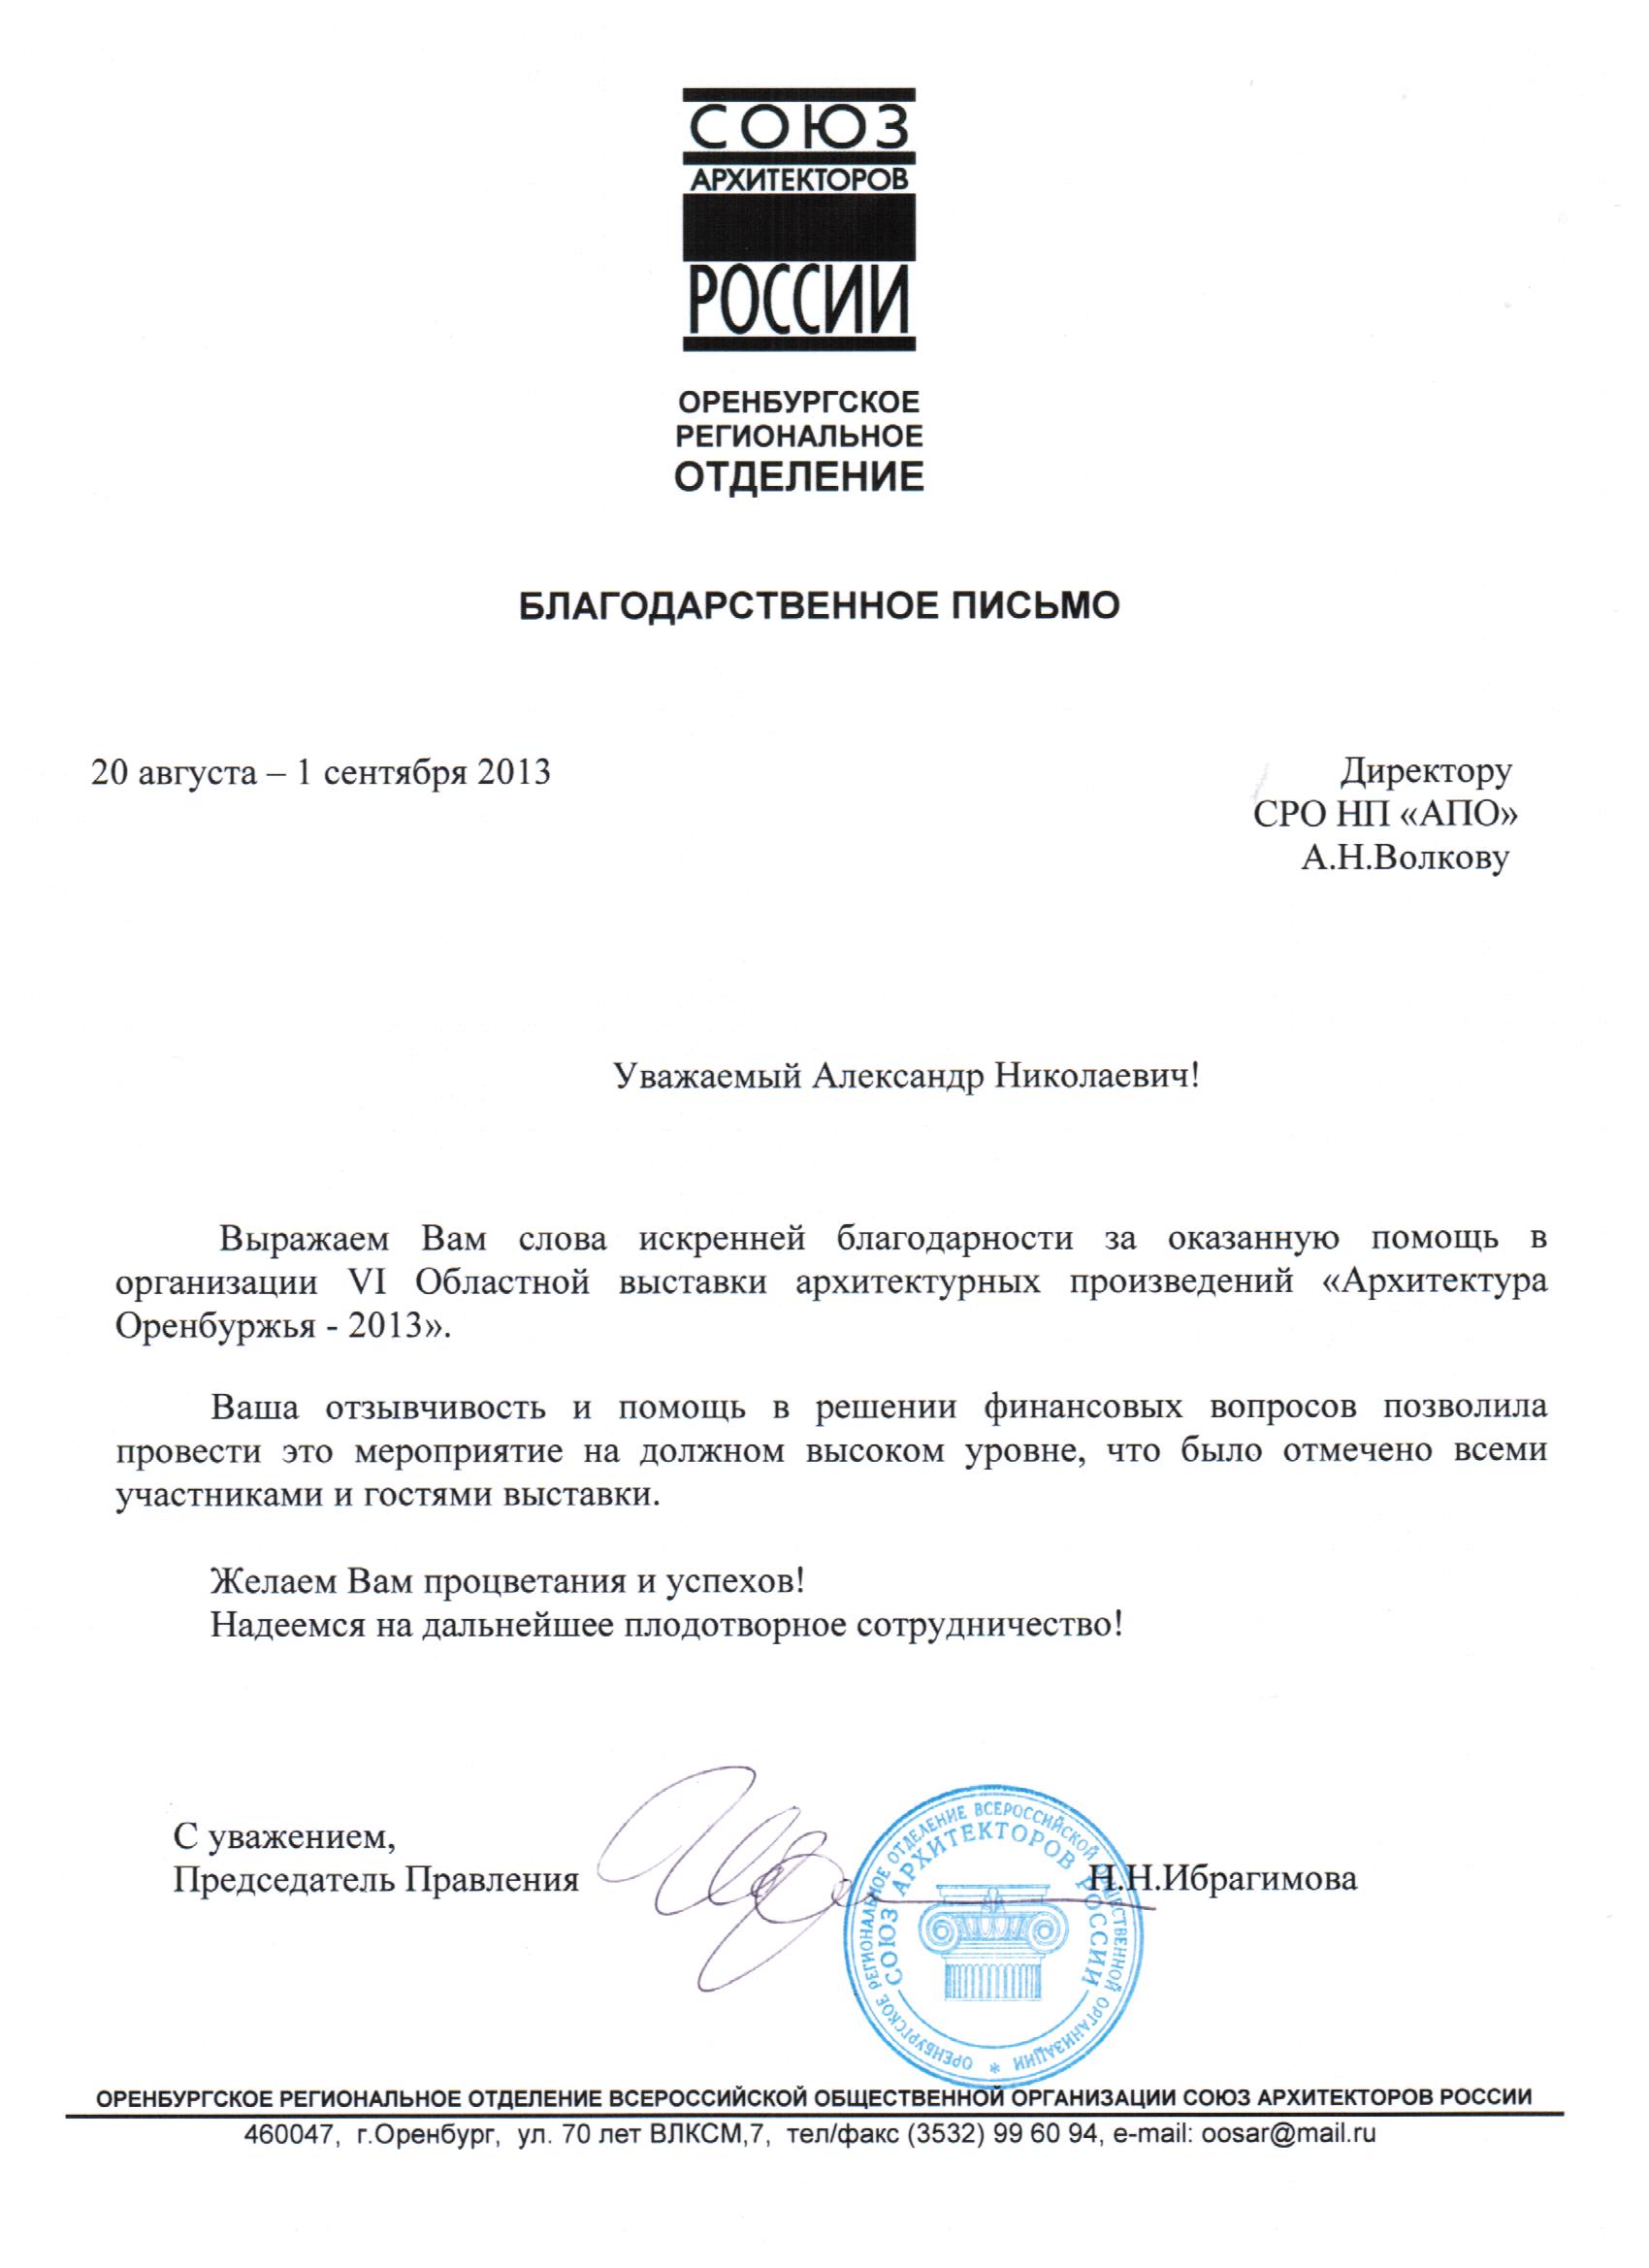 СОЮЗ
АРХИТЕКТОРОВ
РОССИИ
ОРЕНБУРГСКОЕ
РЕГИОНАЛЬНОЕ
ОТДЕЛЕНИЕ
БЛАГОДАРСТВЕННОЕ ПИСЬМО
20 августа – 1 сентября 2013
Директору
СРО НП «АПО»
А.Н.Волкову
Уважаемый Александр Николаевич!
Выражаем Вам слова искренней благодарности за оказанную помощь в
организации VI Областной выставки архитектурных произведений «Архитектура
Оренбуржья - 2013».
Ваша отзывчивость и помощь в решении финансовых вопросов позволила
провести это мероприятие на должном высоком уровне, что было отмечено всеми
участниками и гостями выставки.
Желаем Вам процветания и успехов!
Надеемся на дальнейшее плодотворное сотрудничество!
С уважением,
Председатель Правления
Н.Ибрагимова
ОРЕНБУРГСКОЕ РЕГИОНАЛЬНОЕ ОТДЕЛЕНИЕ ВСЕРОССИЙСКОЙ ОБЩЕСТВЕННОЙ ОРГАНИЗАЦИИ *
СОЮЗ АРХИТЕКТОРОВ РОССИИ
ОРЕНБУРГСКОЕ РЕГИОНАЛЬНОЕ ОТДЕЛЕНИЕ ВСЕРОССИЙСКОЙ ОБЩЕСТВЕННОЙ ОРГАНИЗАЦИИ СОЮЗ АРХИТЕКТОРОВ РОССИИ
460047, г.Оренбург, ул. 70 лет ВЛКСМ,7, тел/факс (3532) 99 60 94, e-mail: oosar@mail.ru